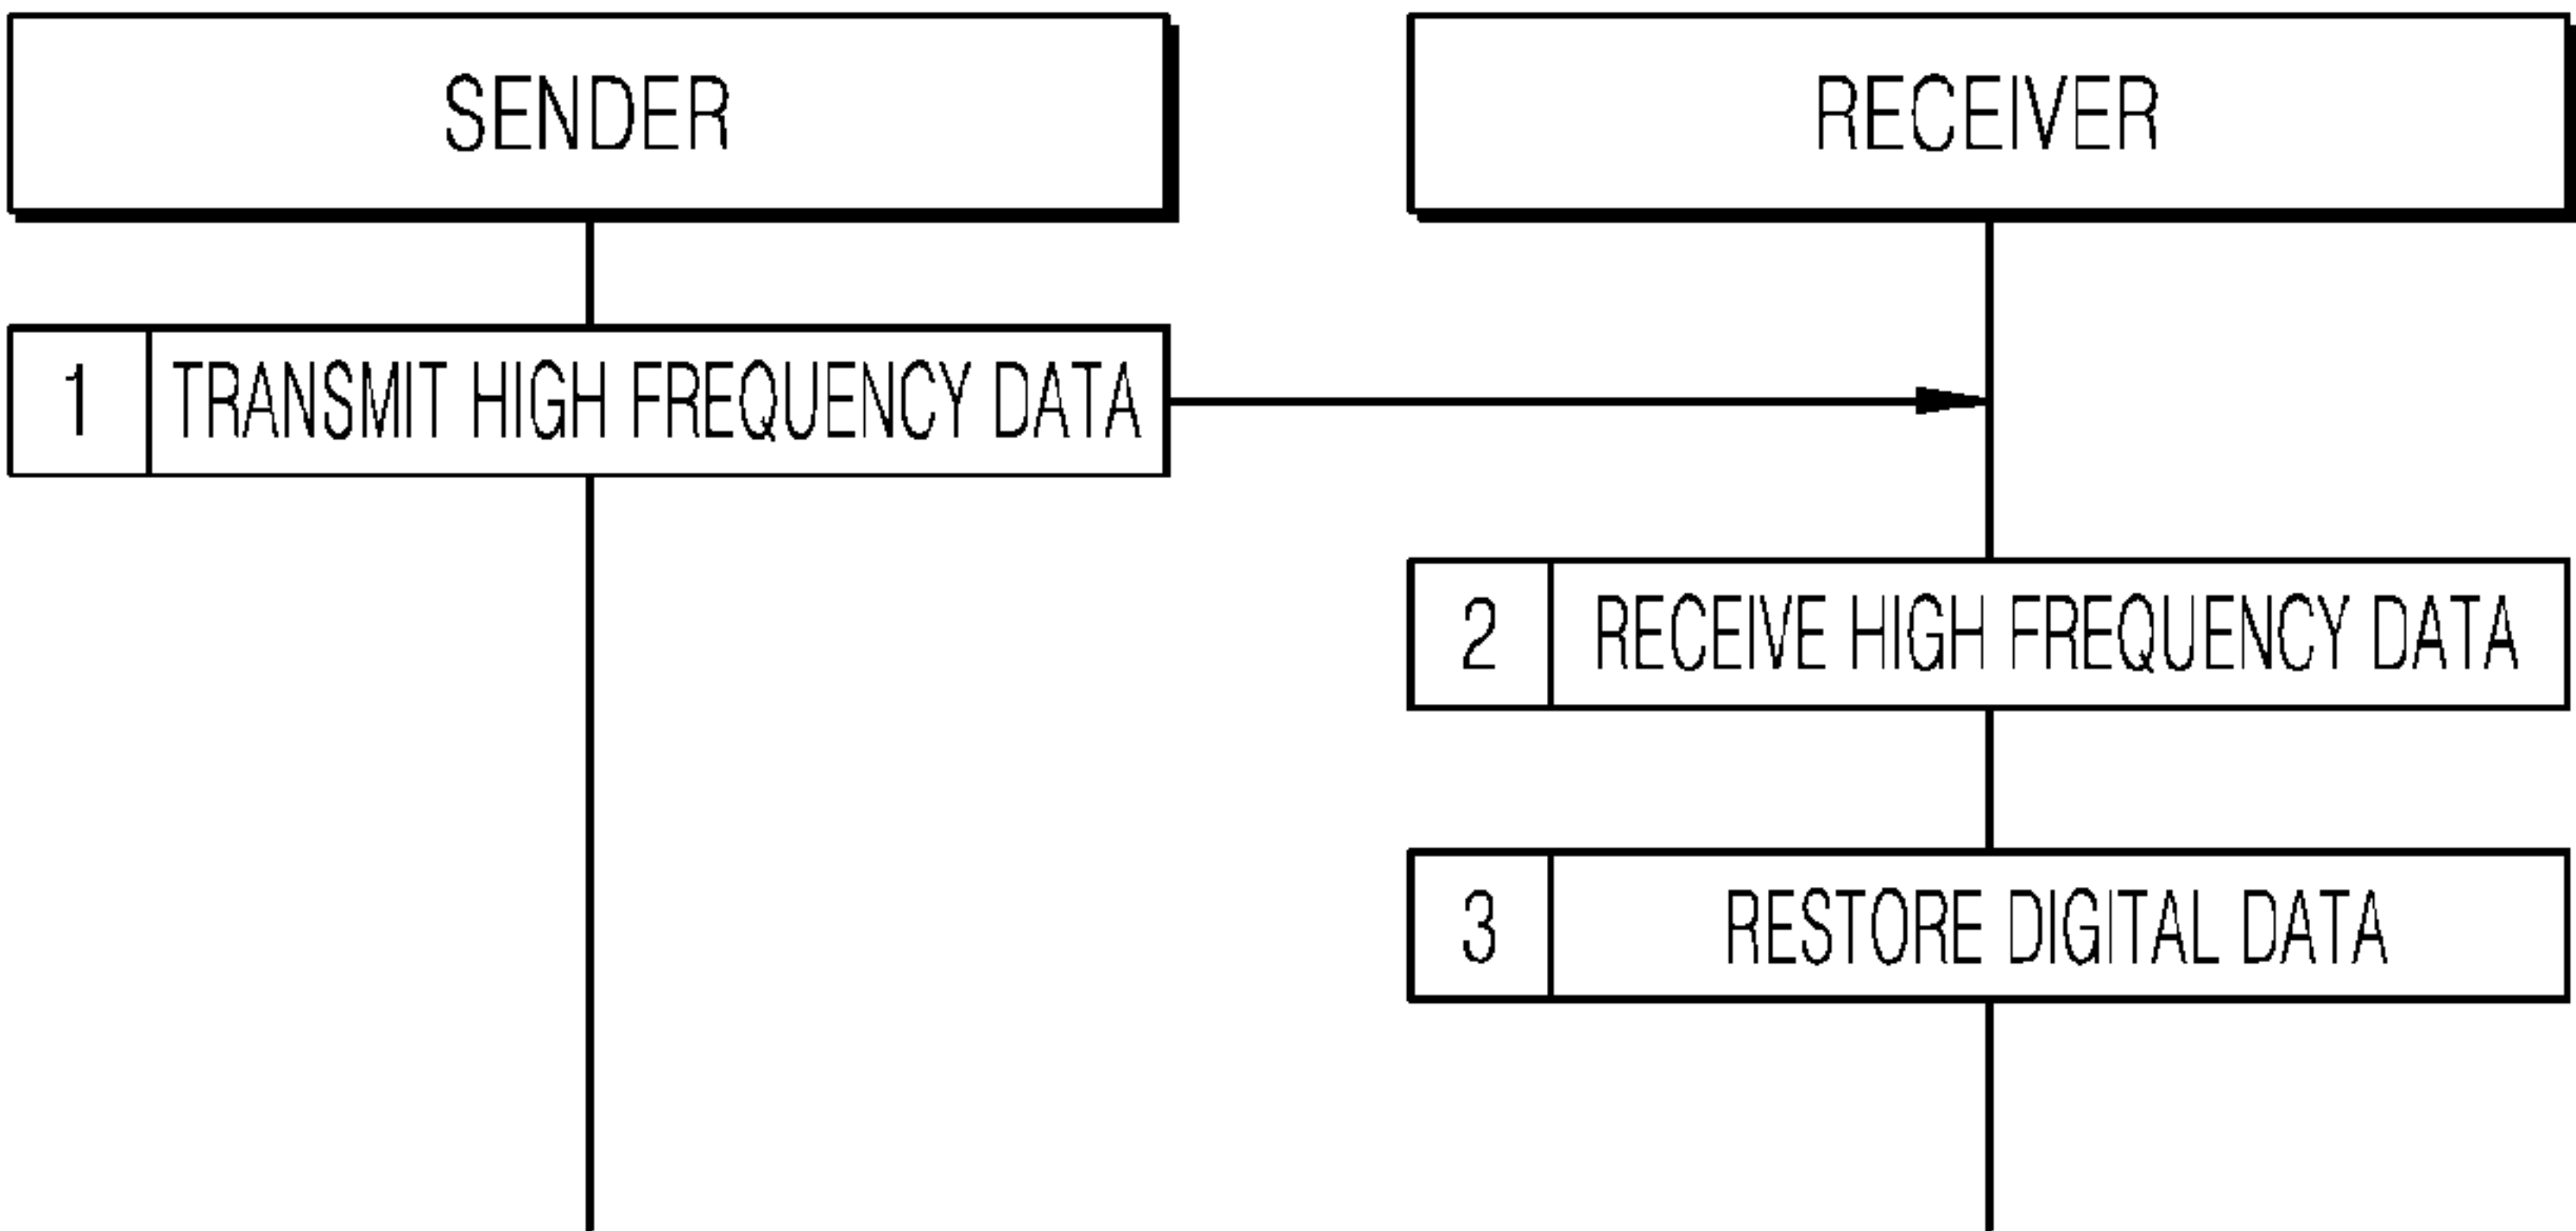 SENDER
RECEIVER
1 TRANSMIT HIGH FREQUENCY DATA
2 RECEIVE HIGH FREQUENCY DATA
3 RESTORE DIGITAL DATA